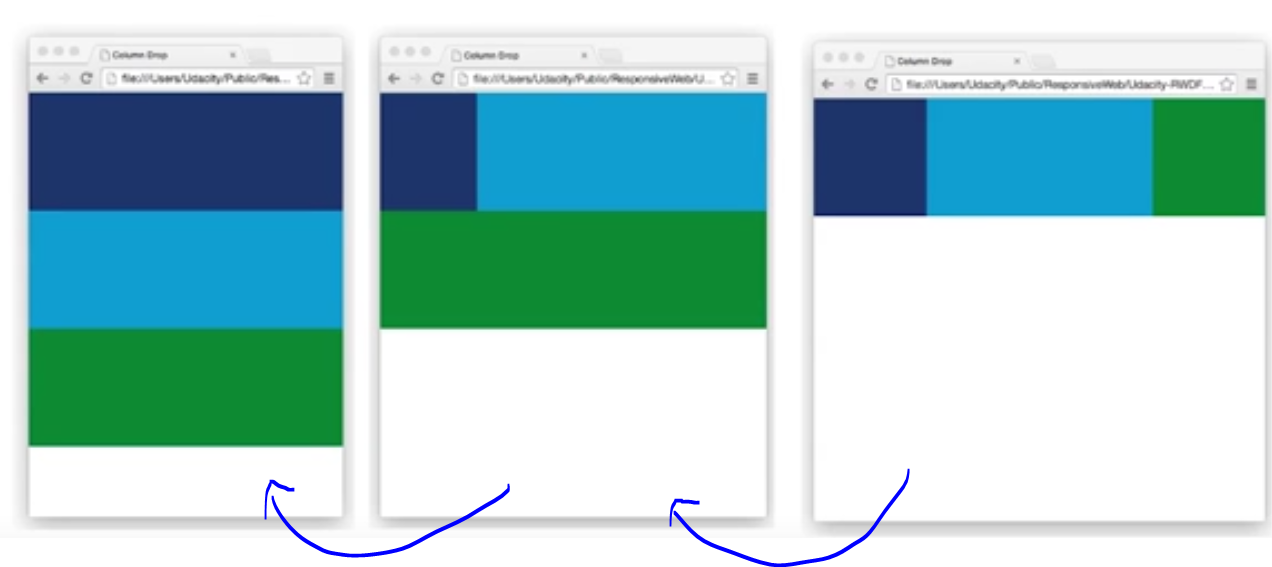 Column Drop
file:///Users/Udacity/Public/Res...
Column Drop
file:///Users/Udacity/Public/ResponsiveWeb/U...
Column Drop
file:///Users/Udacity/Public/ResponsiveWeb/Udacity-RWDF...